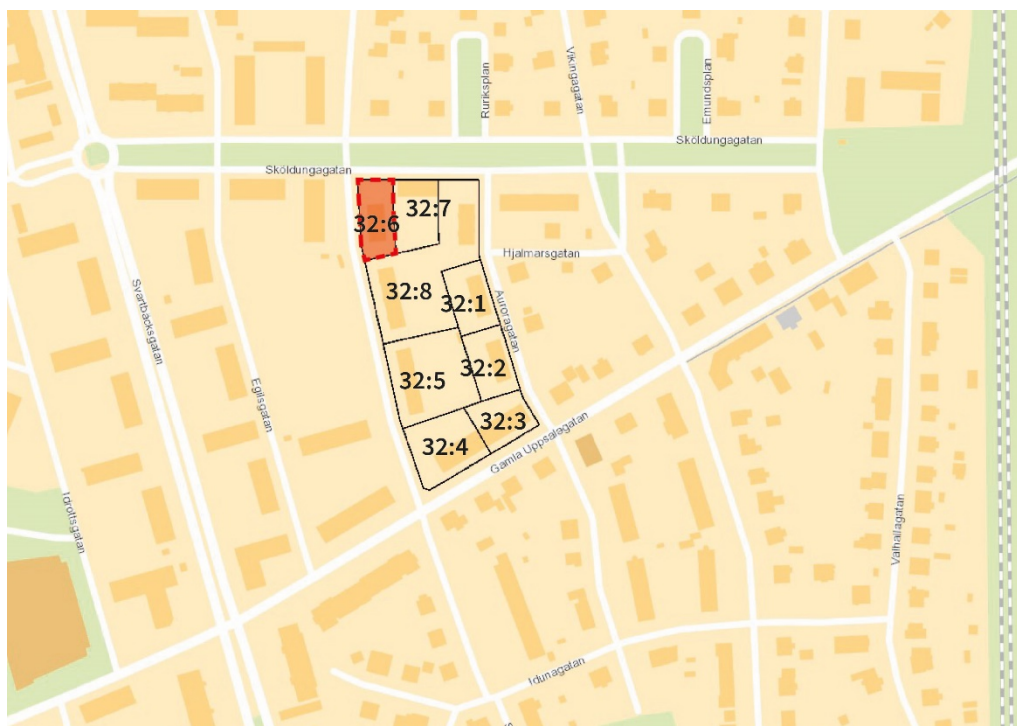 Ruriksplan
Vikingagatan
Emundsplan
Sköldungagatan
Sköldungagatan
32:6
32:7
Hjalmarsgatan
32:8
32:1
Auroragatan
Svartbäcksgatan
32:2
32:5
Egilsgatan
32:3
32:4
Gamla Uppsalagatan
Idrottsgatan
Valhallagatan
Idunagatan